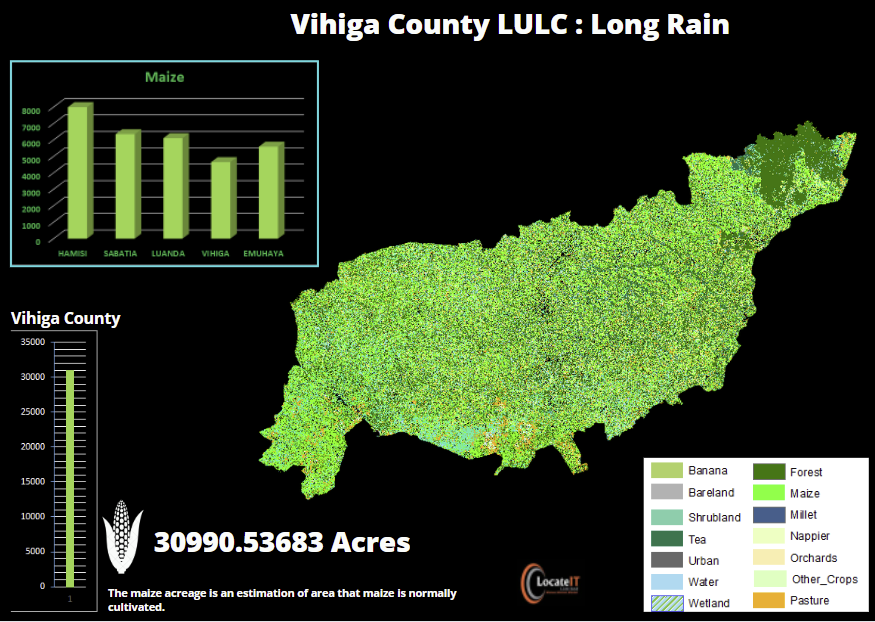 Vihiga County LULC : Long Rain
Maize
8000
7000
6000
5000
4000
3000
2000
1000
0
HAMISI SABATIA LUANDA VIHIGA EMUHAYA
Vihiga County
35000
30000
25000
20000
15000
10000
5000
0
1
30990.53683 Acres
The maize acreage is an estimation of area that maize is normally
cultivated.
LocateIT
Banana
Bareland
Shrubland
Tea
Urban
Water
Wetland
Forest
Maize
Millet
Nappier
Orchards
Other_Crops
Pasture